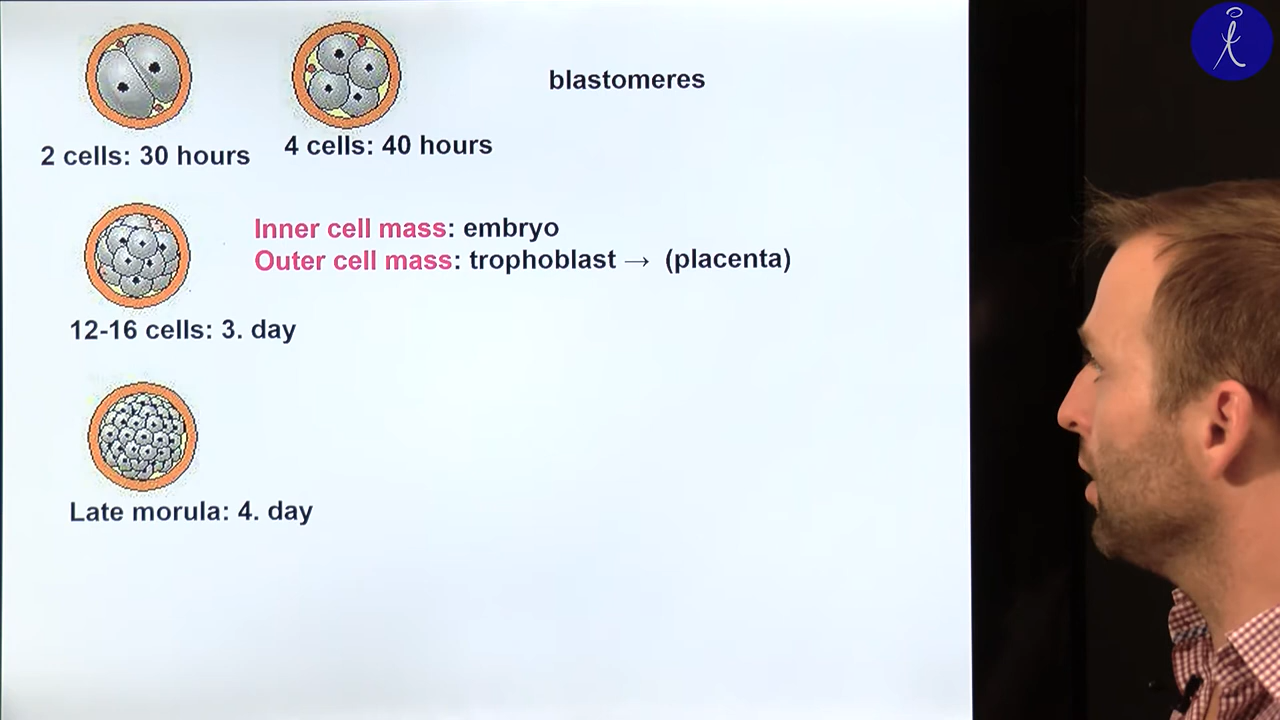 blastomeres
2 cells: 30 hours
4 cells: 40 hours
Inner cell mass: embryo
Outer cell mass: trophoblast → (placenta)
12-16 cells: 3. day
Late morula: 4. day